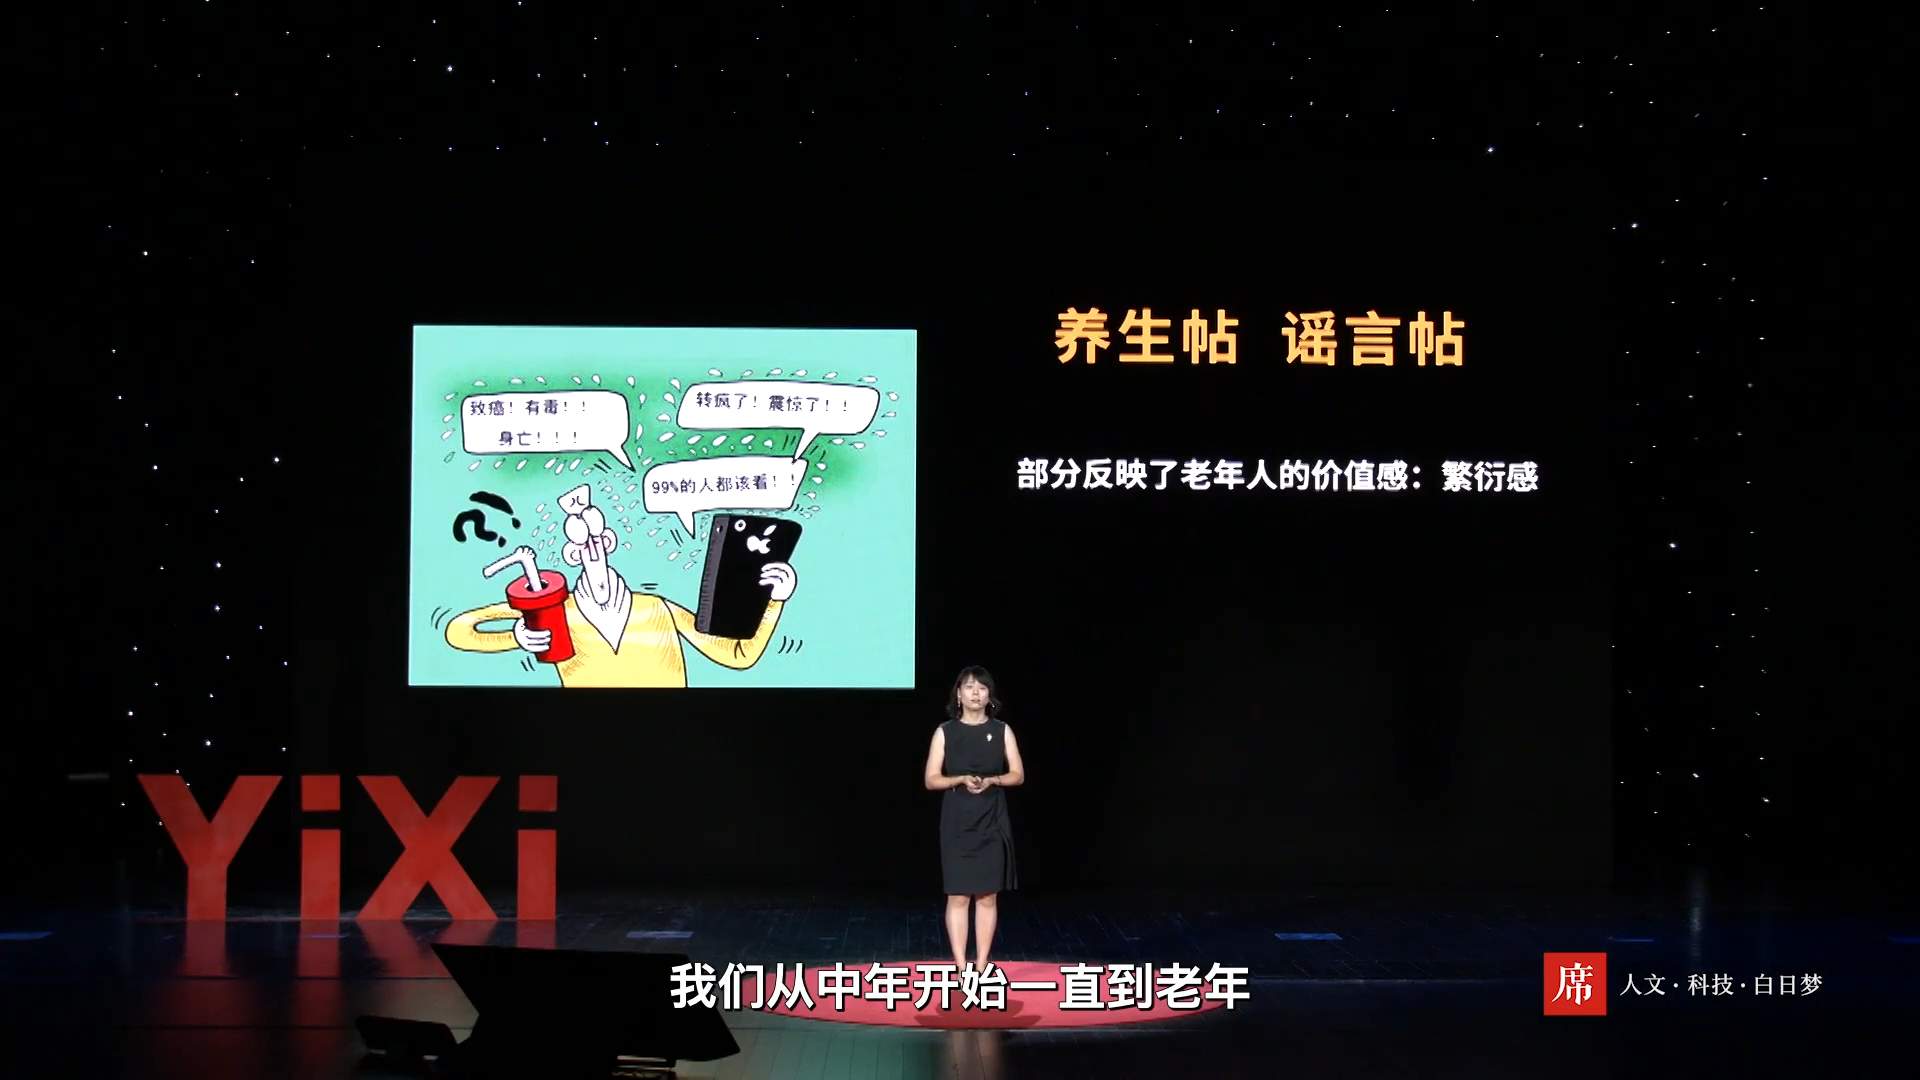 养生帖 谣言帖
致癌！有毒！！
身亡！！！
转疯了！震惊了！！
99%的人都该看！！
部分反映了老年人的价值感：繁衍感
YiXi
我们从中年开始一直到老年
席 人文·科技·白日梦